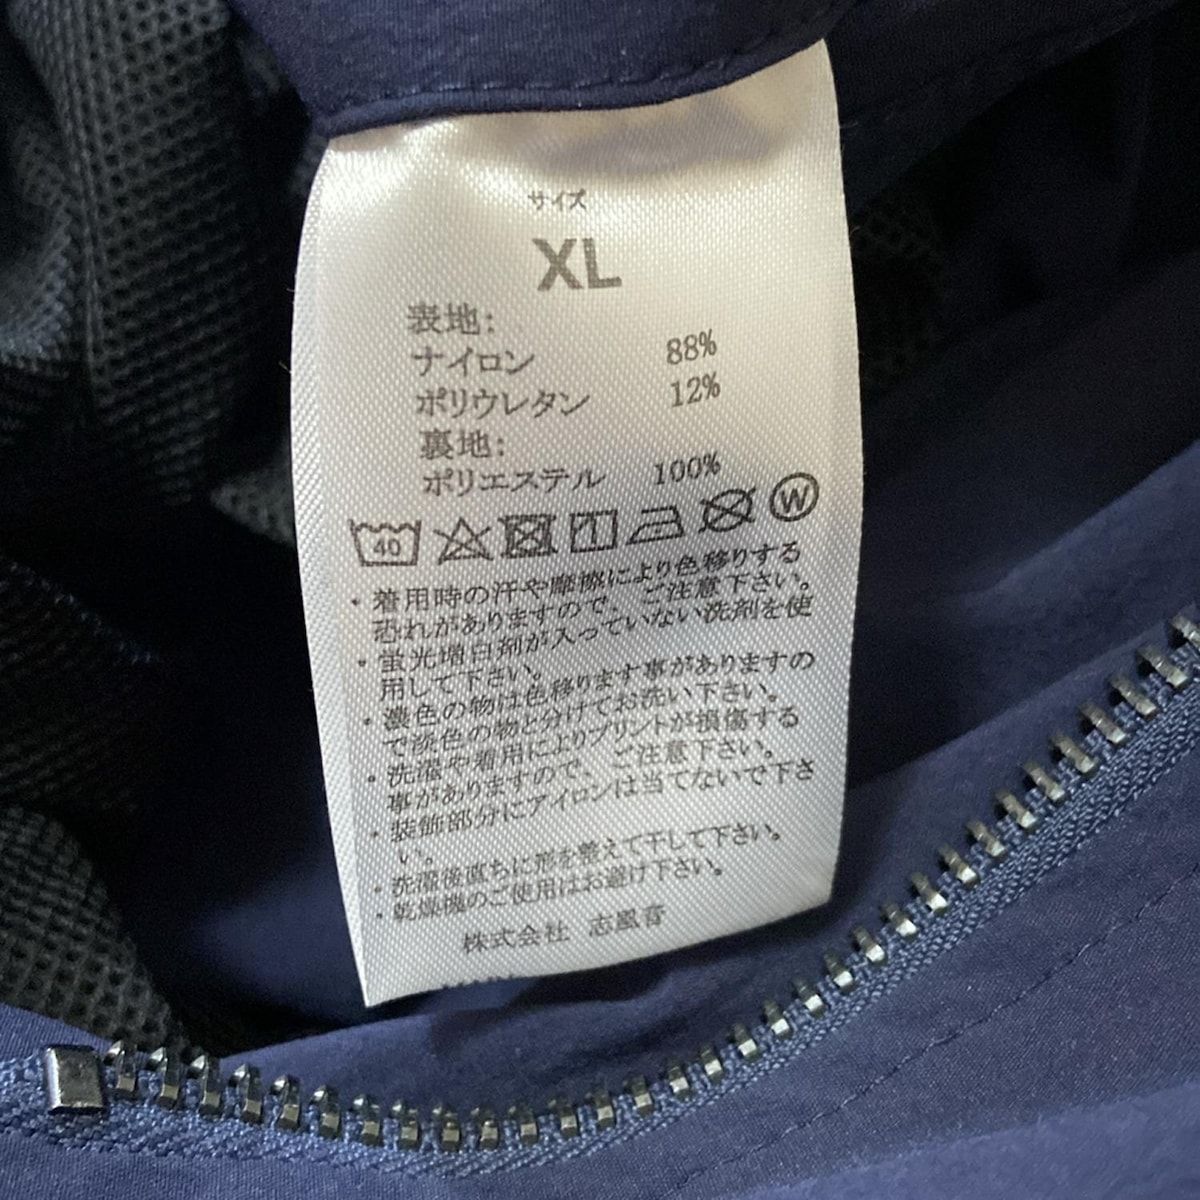 サイズ
XL
表地:
ナイロン 88%
ポリウレタン 12%
裏地:
ポリエステル 100%
40 W
・着用時の汗や摩擦により色移りする
恐れがありますので、ご注意下さい。
・蛍光増白剤が入っていない洗剤を使
用して下さい。
・濃色の物は色移ります事がありますの
で淡色の物と分けてお洗い下さい。
・洗濯や着用によりプリントが損傷する
事がありますので、ご注意下さい。
・装飾部分にアイロンは当てないで下さ
い。
・洗濯後直ちに形を整えて干して下さい。
・乾燥機のご使用はお避け下さい。
株式会社 志風音